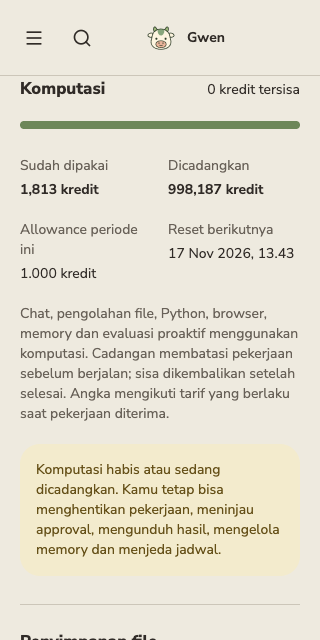 Gwen
Komputasi
0 kredit tersisa
Sudah dipakai
1,813 kredit
Dicadangkan
998,187 kredit
Allowance periode
ini
1.000 kredit
Reset berikutnya
17 Nov 2026, 13.43
Chat, pengolahan file, Python, browser,
memory dan evaluasi proaktif menggunakan
komputasi. Cadangan membatasi pekerjaan
sebelum berjalan; sisa dikembalikan setelah
selesai. Angka mengikuti tarif yang berlaku
saat pekerjaan diterima.
Komputasi habis atau sedang
dicadangkan. Kamu tetap bisa
menghentikan pekerjaan, meninjau
approval, mengunduh hasil, mengelola
memory dan menjeda jadwal.
Penyimpanan file